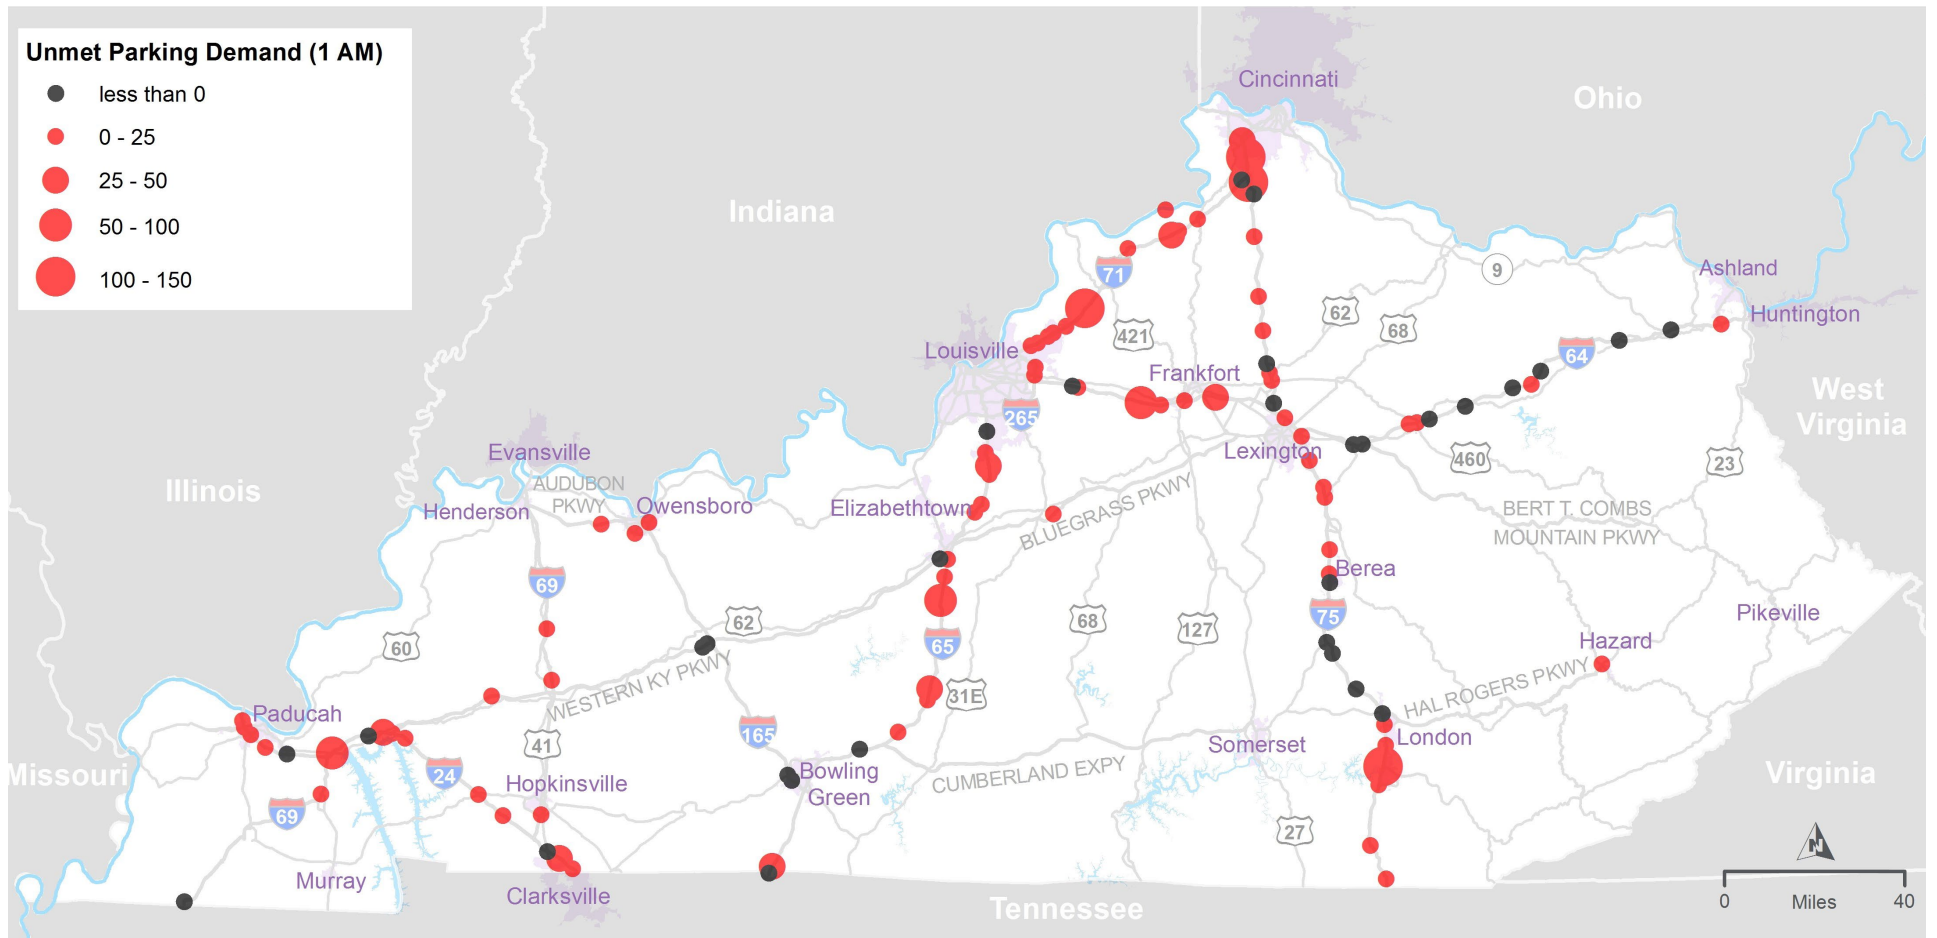 Unmet Parking Demand (1 AM)
less than 0
0 - 25
25 - 50
50 - 100
100 - 150
Cincinnati
Ohio
Indiana
71
9
Ashland
Huntington
62
68
421
Louisville
64
Frankfort
West
Virginia
265
Evansville
Lexington
460
23
Illinois
AUDUBON
PKWY
Henderson
Owensboro
Elizabethtown
BLUEGRASS PKWY
BERT T. COMBS
MOUNTAIN PKWY
69
Berea
75
Pikeville
60
62
65
68
127
Hazard
WESTERN KY PKWY
31E
HAL ROGERS PKWY
Paducah
165
41
Somerset
London
Missouri
24
Hopkinsville
Bowling
Green
CUMBERLAND EXPY
Virginia
69
27
N
Murray
Clarksville
Tennessee
0
Miles
40